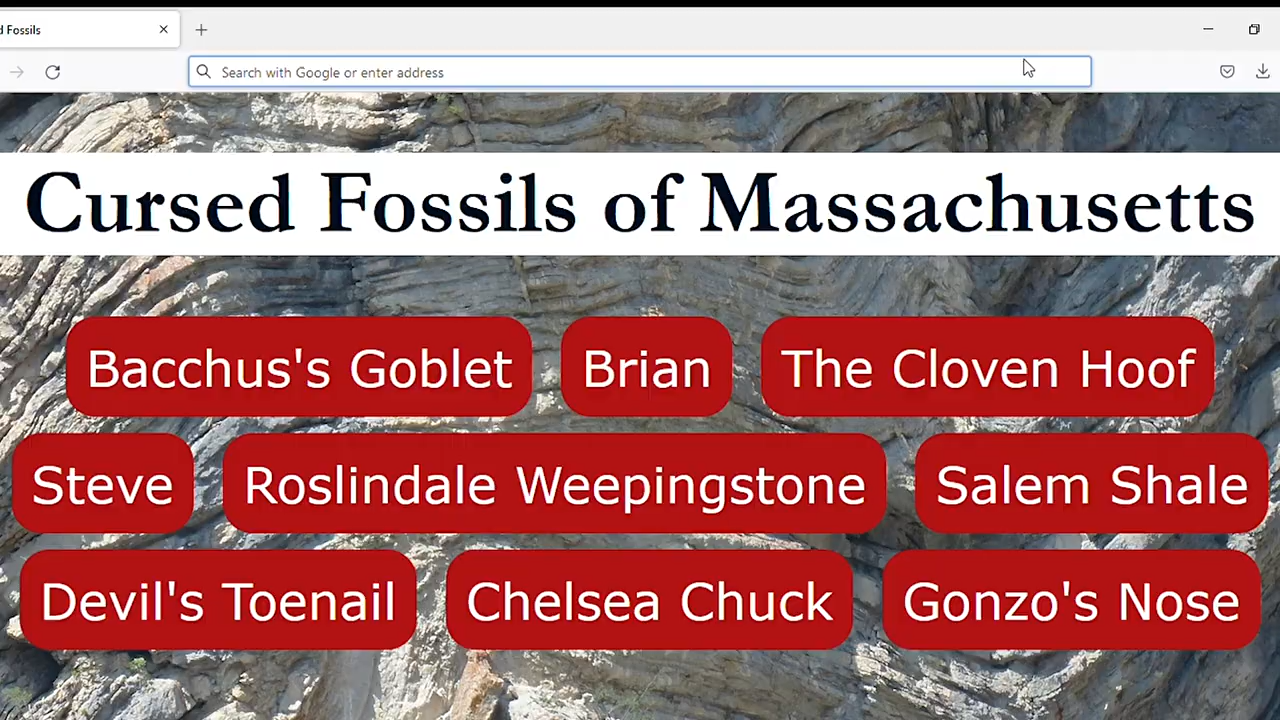 d Fossils
Search with Google or enter address
Cursed Fossils of Massachusetts
Bacchus's Goblet Brian The Cloven Hoof
Steve Roslindale Weepingstone Salem Shale
Devil's Toenail Chelsea Chuck Gonzo's Nose